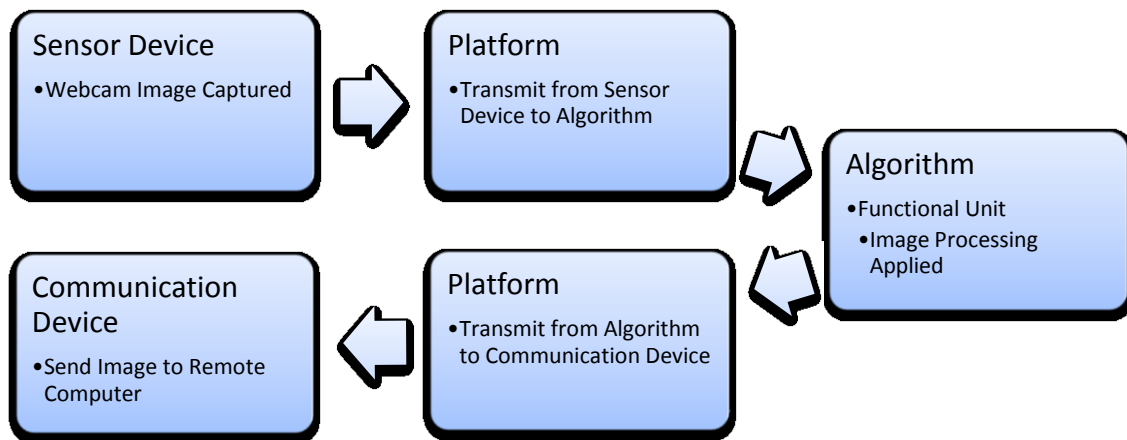 Sensor Device
•Webcam Image Captured
Platform
•Transmit from Sensor
Device to Algorithm
Algorithm
•Functional Unit
•Image Processing
Applied
Platform
•Transmit from Algorithm
to Communication Device
Communication
Device
•Send Image to Remote
Computer